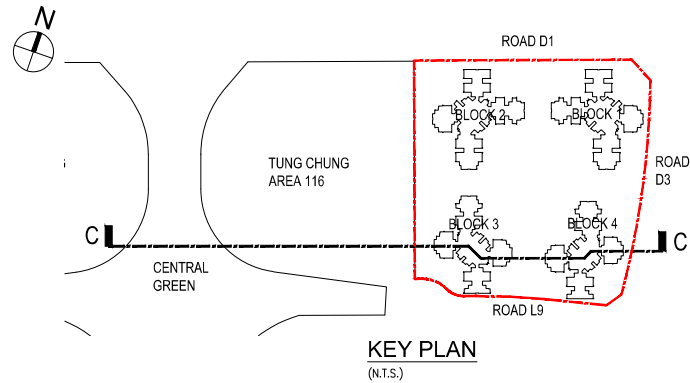 N
ROAD D1
BLOCK 2
BLOCK
TUNG CHUNG
AREA 116
ROAD
D3
BLOCK 3
BLOCK 4
C
C
CENTRAL
GREEN
ROAD L9
KEY PLAN
(N.T.S.)